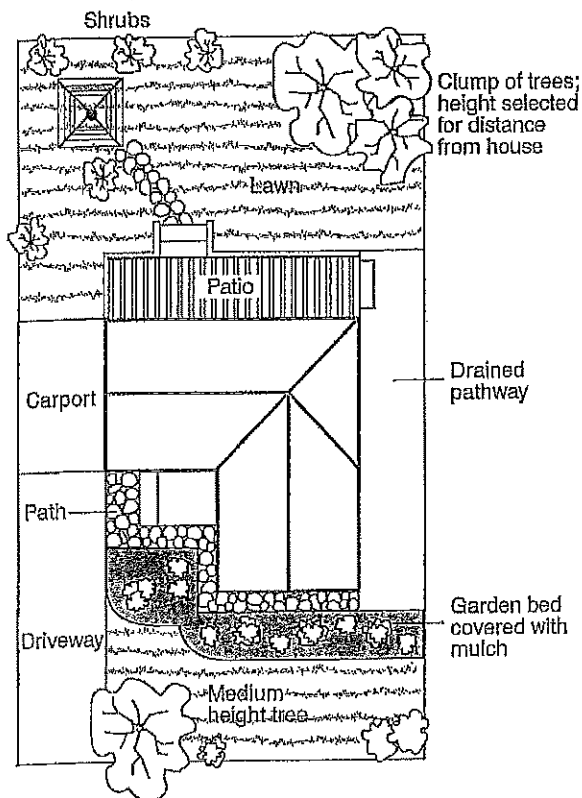 Shrubs
Clump of trees;
height selected
for distance
from house
Lawn
Patio
Carport
Drained
pathway
Path
Driveway
Garden bed
covered with
mulch
Medium
height tree